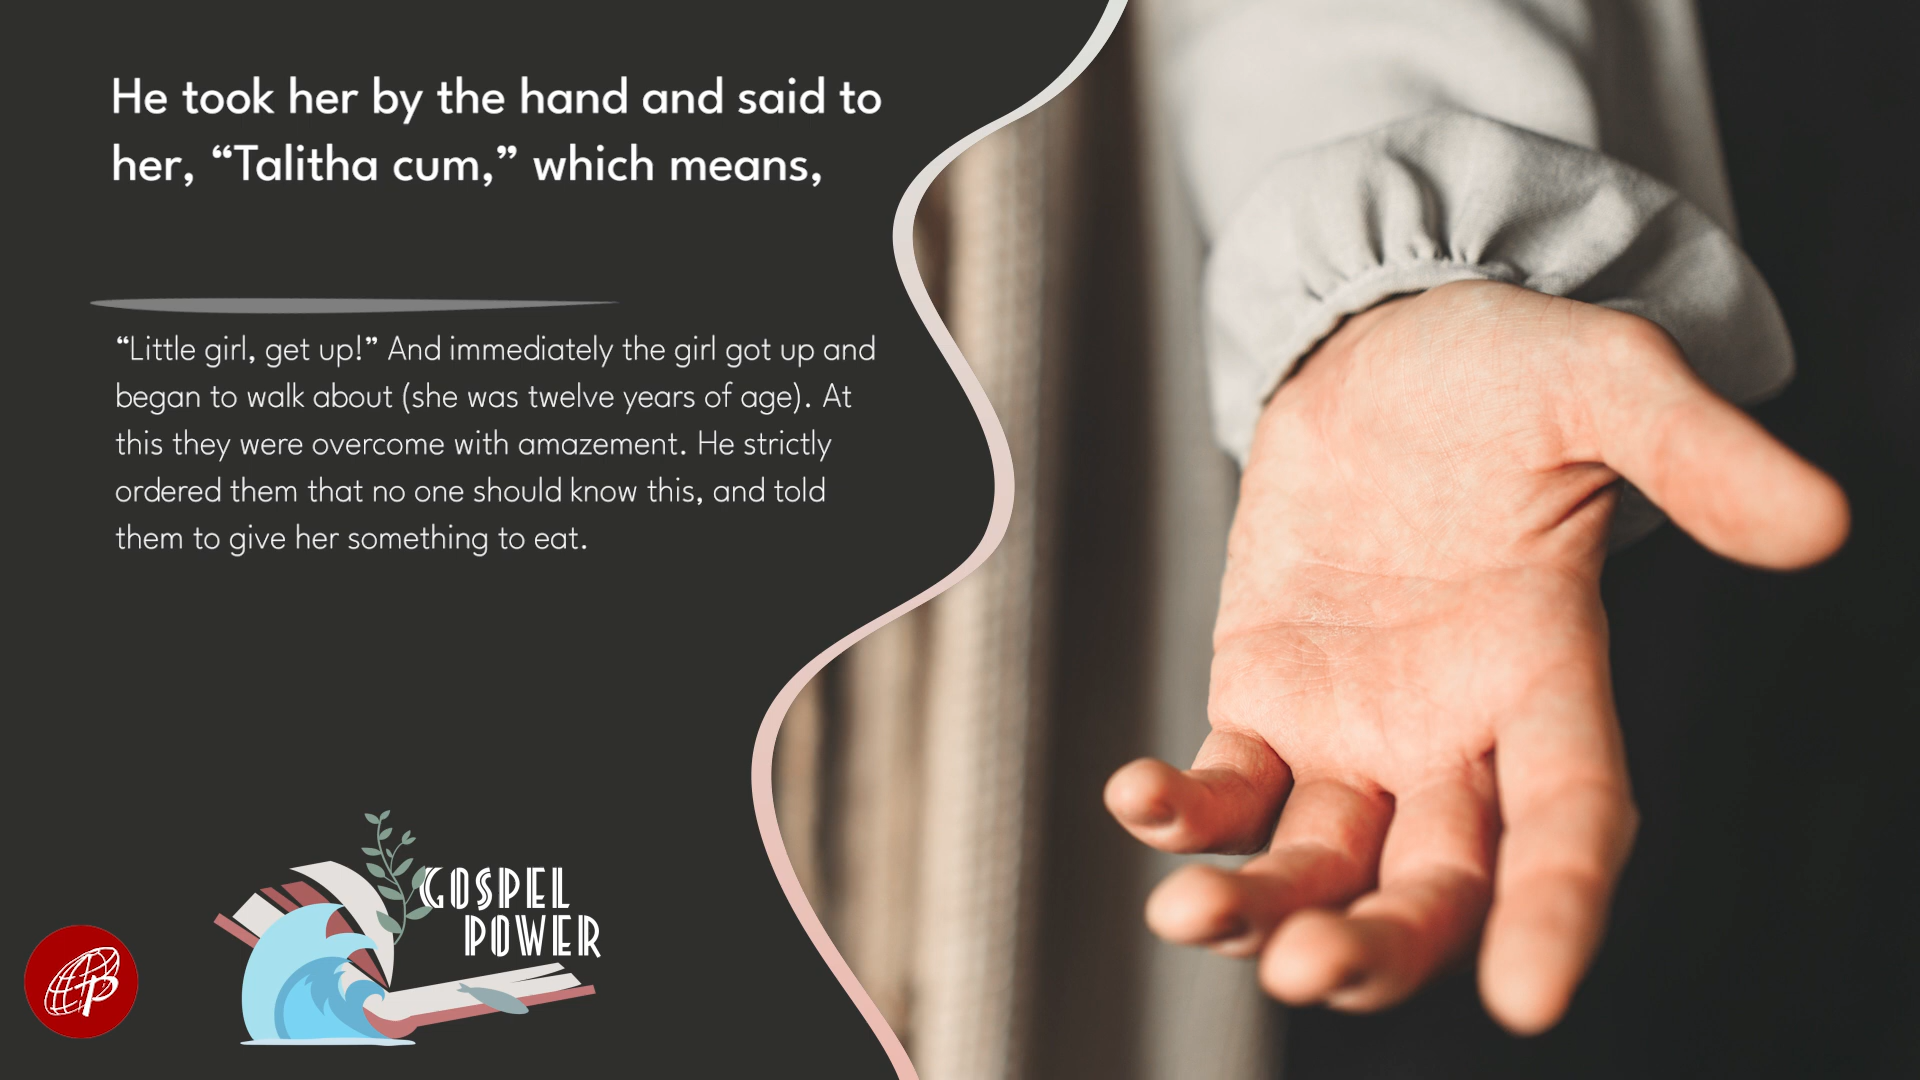 He took her by the hand and said to
her, “Talitha cum,” which means,
“Little girl, get up!” And immediately the girl got up and
began to walk about (she was twelve years of age). At
this they were overcome with amazement. He strictly
ordered them that no one should know this, and told
them to give her something to eat.
GOSPEL
POWER